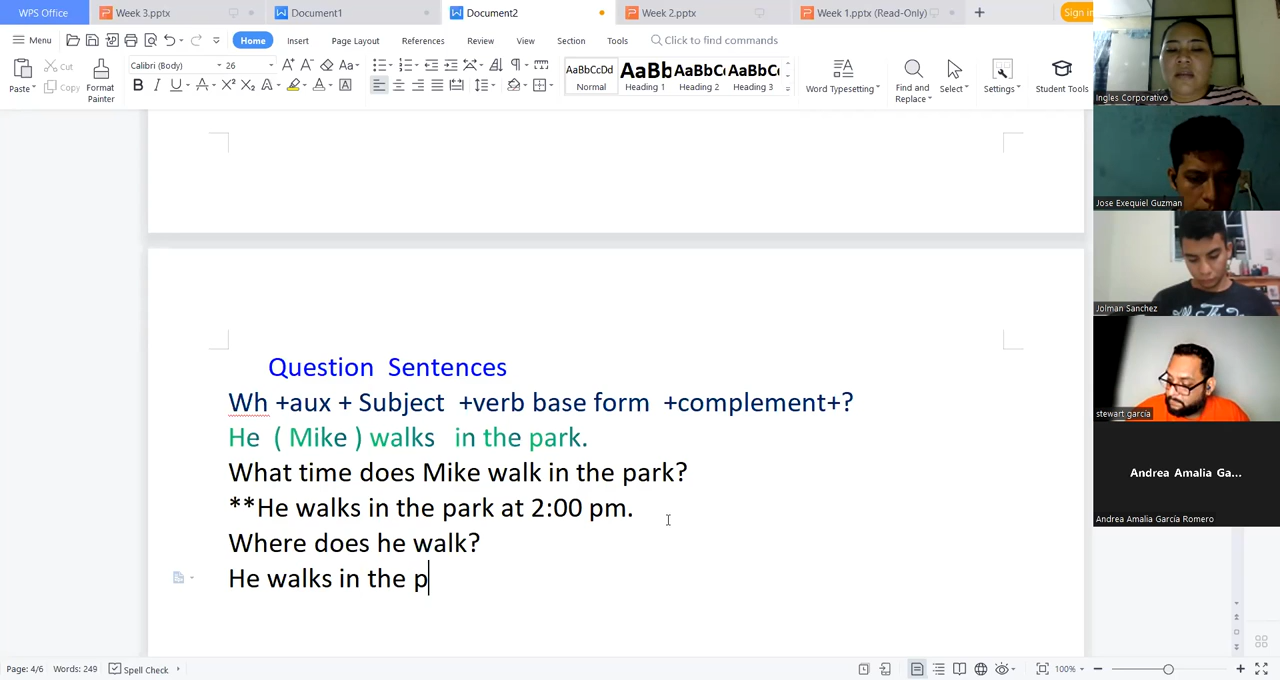 WPS Office
Week 3.pptx
Document1
Document2
Week 2.pptx
Week 1.pptx (Read-Only)
Sign in
Menu
Home
Insert
Page Layout
References
Review
View
Section
Tools
Click to find commands
Paste
Cut
Copy
Format Painter
Calibri (Body)
26
AaBbCcDd
Normal
AaBb
Heading 1
AaBbC
Heading 2
AaBbC
Heading 3
Word Typesetting
Find and Replace
Select
Settings
Student Tools
Ingles Corporativo
Jose Exequiel Guzman
Jolman Sanchez
stewart garcía
Andrea Amalia Ga...
Andrea Amalia García Romero
Question Sentences
Wh +aux + Subject +verb base form +complement+?
He ( Mike ) walks in the park.
What time does Mike walk in the park?
**He walks in the park at 2:00 pm.
Where does he walk?
He walks in the p
Page: 4/6
Words: 249
Spell Check
100%